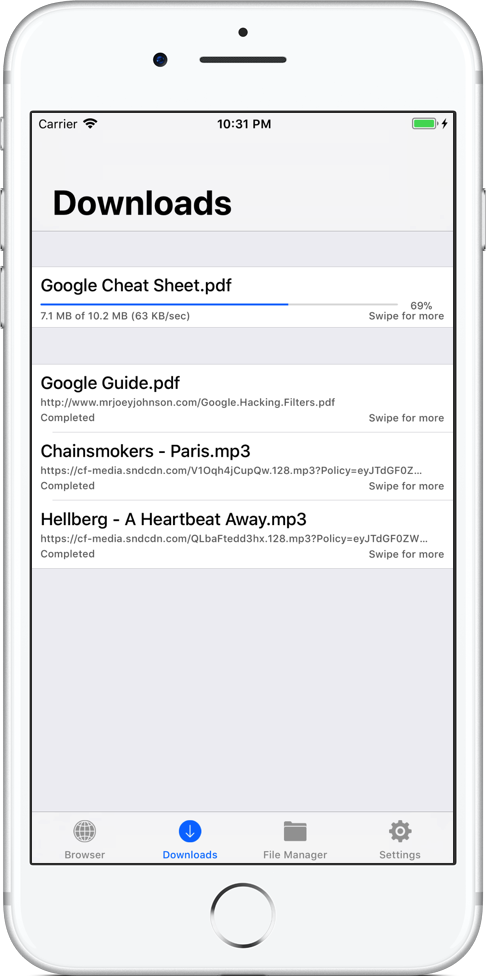 Carrier 10:31 PM
Downloads
Google Cheat Sheet.pdf
69%
7.1 MB of 10.2 MB (63 KB/sec) Swipe for more
Google Guide.pdf
http://www.mrjoeyjohnson.com/Google.Hacking.Filters.pdf
Completed Swipe for more
Chainsmokers - Paris.mp3
https://cf-media.sndcdn.com/V1Oqh4jCupQw.128.mp3?Policy=eyJTdGF0Z...
Completed Swipe for more
Hellberg - A Heartbeat Away.mp3
https://cf-media.sndcdn.com/QLbaFtedd3hx.128.mp3?Policy=eyJTdGF0ZW...
Completed Swipe for more
Browser Downloads File Manager Settings